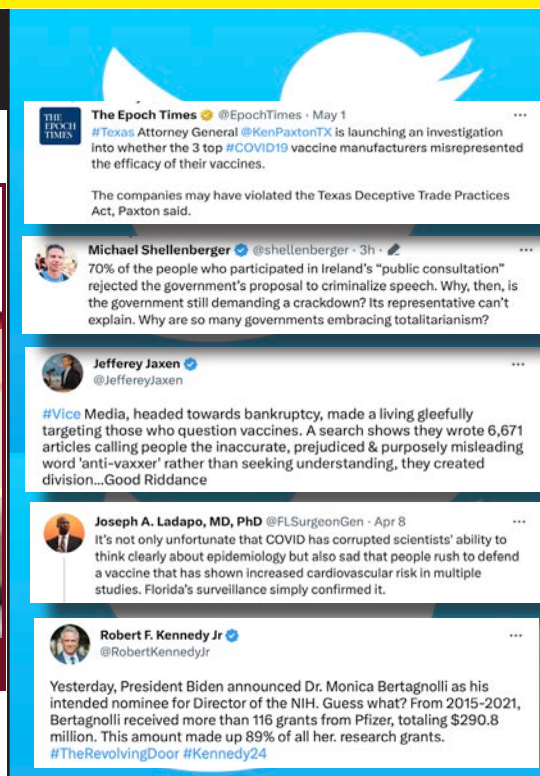 THE
EPOCH
TIMES
The Epoch Times @EpochTimes · May 1
#Texas Attorney General @KenPaxtonTX is launching an investigation
into whether the 3 top #COVID19 vaccine manufacturers misrepresented
the efficacy of their vaccines.
The companies may have violated the Texas Deceptive Trade Practices
Act, Paxton said.
Michael Shellenberger @shellenberger · 3h ·
70% of the people who participated in Ireland's “public consultation”
rejected the government's proposal to criminalize speech. Why, then, is
the government still demanding a crackdown? Its representative can't
explain. Why are so many governments embracing totalitarianism?
Jefferey Jaxen
@JeffereyJaxen
#Vice Media, headed towards bankruptcy, made a living gleefully
targeting those who question vaccines. A search shows they wrote 6,671
articles calling people the inaccurate, prejudiced & purposely misleading
word 'anti-vaxxer' rather than seeking understanding, they created
division...Good Riddance
Joseph A. Ladapo, MD, PhD @FLSurgeonGen · Apr 8
It's not only unfortunate that COVID has corrupted scientists' ability to
think clearly about epidemiology but also sad that people rush to defend
a vaccine that has shown increased cardiovascular risk in multiple
studies. Florida's surveillance simply confirmed it.
Robert F. Kennedy Jr
@RobertKennedyJr
Yesterday, President Biden announced Dr. Monica Bertagnolli as his
intended nominee for Director of the NIH. Guess what? From 2015-2021,
Bertagnolli received more than 116 grants from Pfizer, totaling $290.8
million. This amount made up 89% of all her. research grants.
#TheRevolvingDoor #Kennedy24